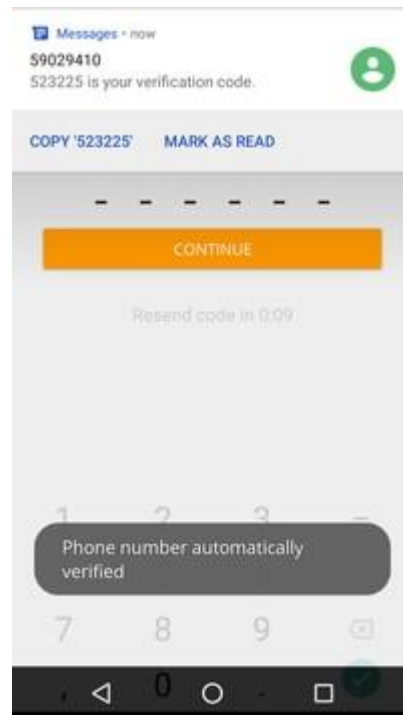 Messages • now
59029410
523225 is your verification code.
COPY '523225' MARK AS READ
- - - - - -
CONTINUE
Resend code in 0:09
1 2 3 –
Phone number automatically
verified
7 8 9
, 0 .